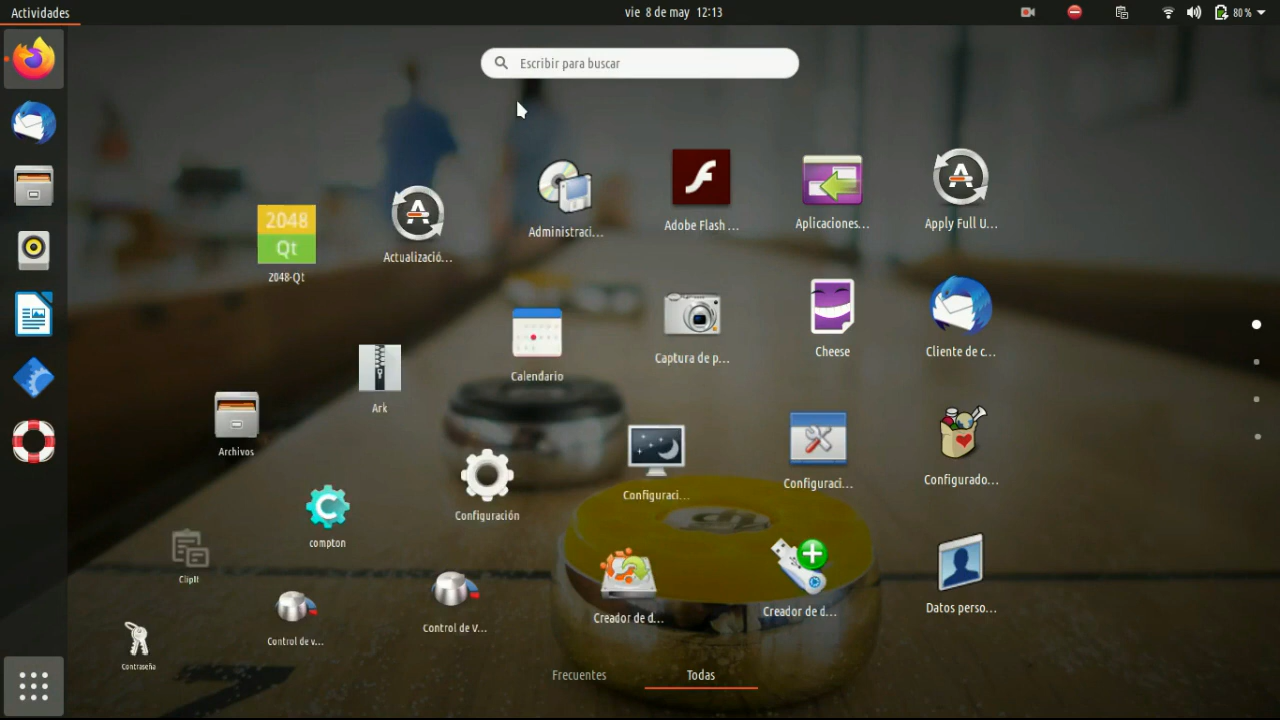 Actividades
vie 8 de may 12:13
80 %
Escribir para buscar
2048
Qt
2048-Qt
Actualizació...
Administraci...
Adobe Flash ...
Aplicaciones...
Apply Full U...
Archivos
Ark
Calendario
Captura de p...
Cheese
Cliente de c...
ClipIt
compton
Configuración
Configuraci...
Configuraci...
Configurado...
Contraseña
Control de v...
Control de V...
Creador de d...
Creador de d...
Datos perso...
Frecuentes
Todas